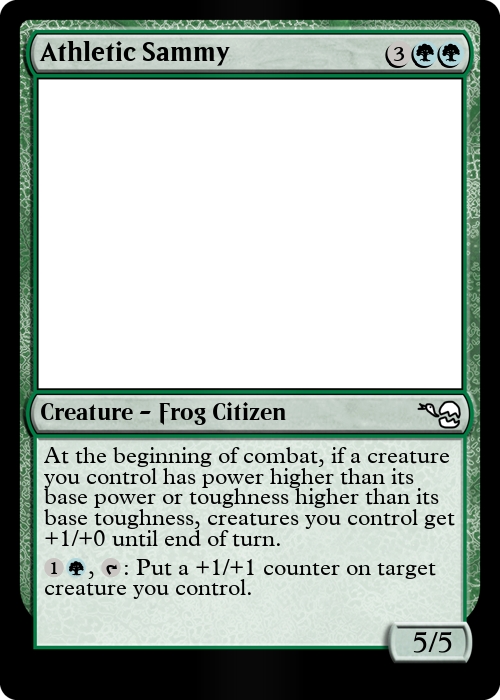 Athletic Sammy
3
Creature – Frog Citizen
At the beginning of combat, if a creature
you control has power higher than its
base power or toughness higher than its
base toughness, creatures you control get
+1/+0 until end of turn.
1 , : Put a +1/+1 counter on target
creature you control.
5/5